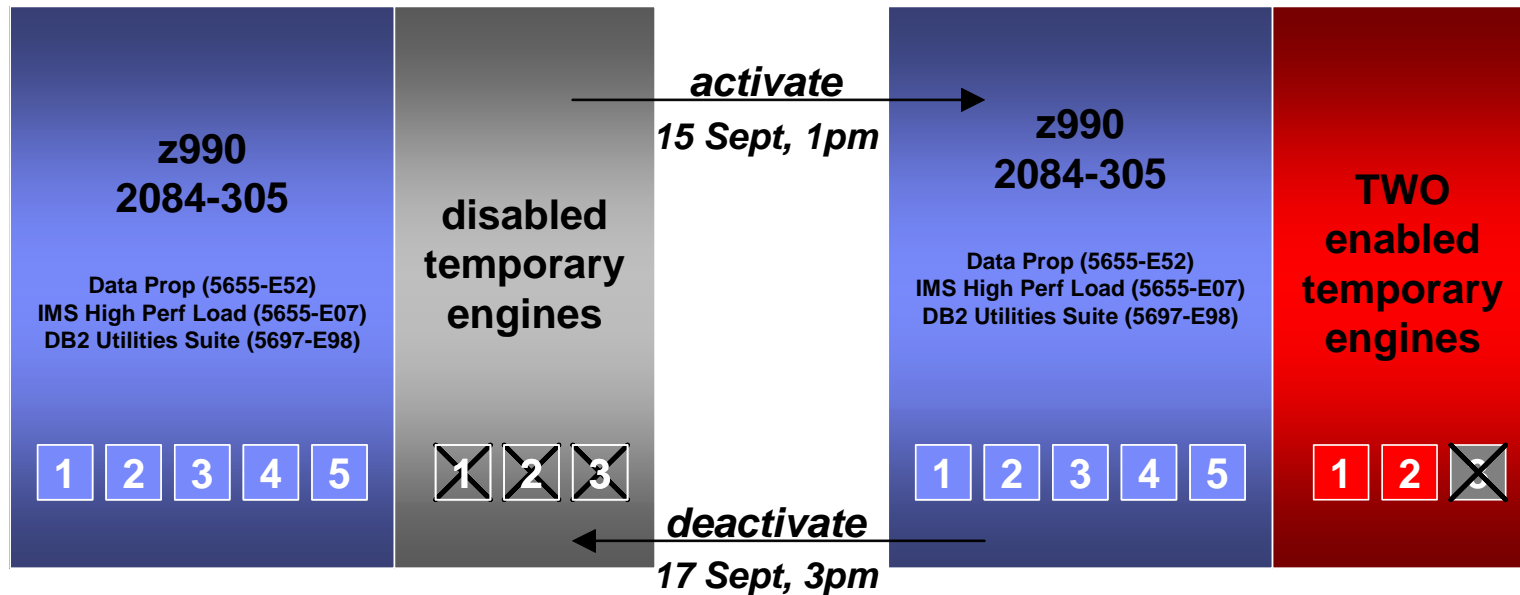 z990
2084-305
Data Prop (5655-E52)
IMS High Perf Load (5655-E07)
DB2 Utilities Suite (5697-E98)
1 2 3 4 5
disabled
temporary
engines
1 2 3
activate
15 Sept, 1pm
deactivate
17 Sept, 3pm
z990
2084-305
Data Prop (5655-E52)
IMS High Perf Load (5655-E07)
DB2 Utilities Suite (5697-E98)
1 2 3 4 5
TWO
enabled
temporary
engines
1 2 3